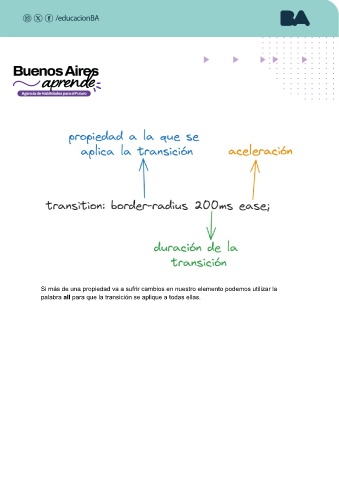 /educacionBA
BA
Buenos Aires
aprende
Agencia de Habilidades para el Futuro
propiedad a la que se
aplica la transición
aceleración
transition: border-radius 200ms ease;
duración de la
transición
Si más de una propiedad va a sufrir cambios en nuestro elemento podemos utilizar la
palabra all para que la transición se aplique a todas ellas.